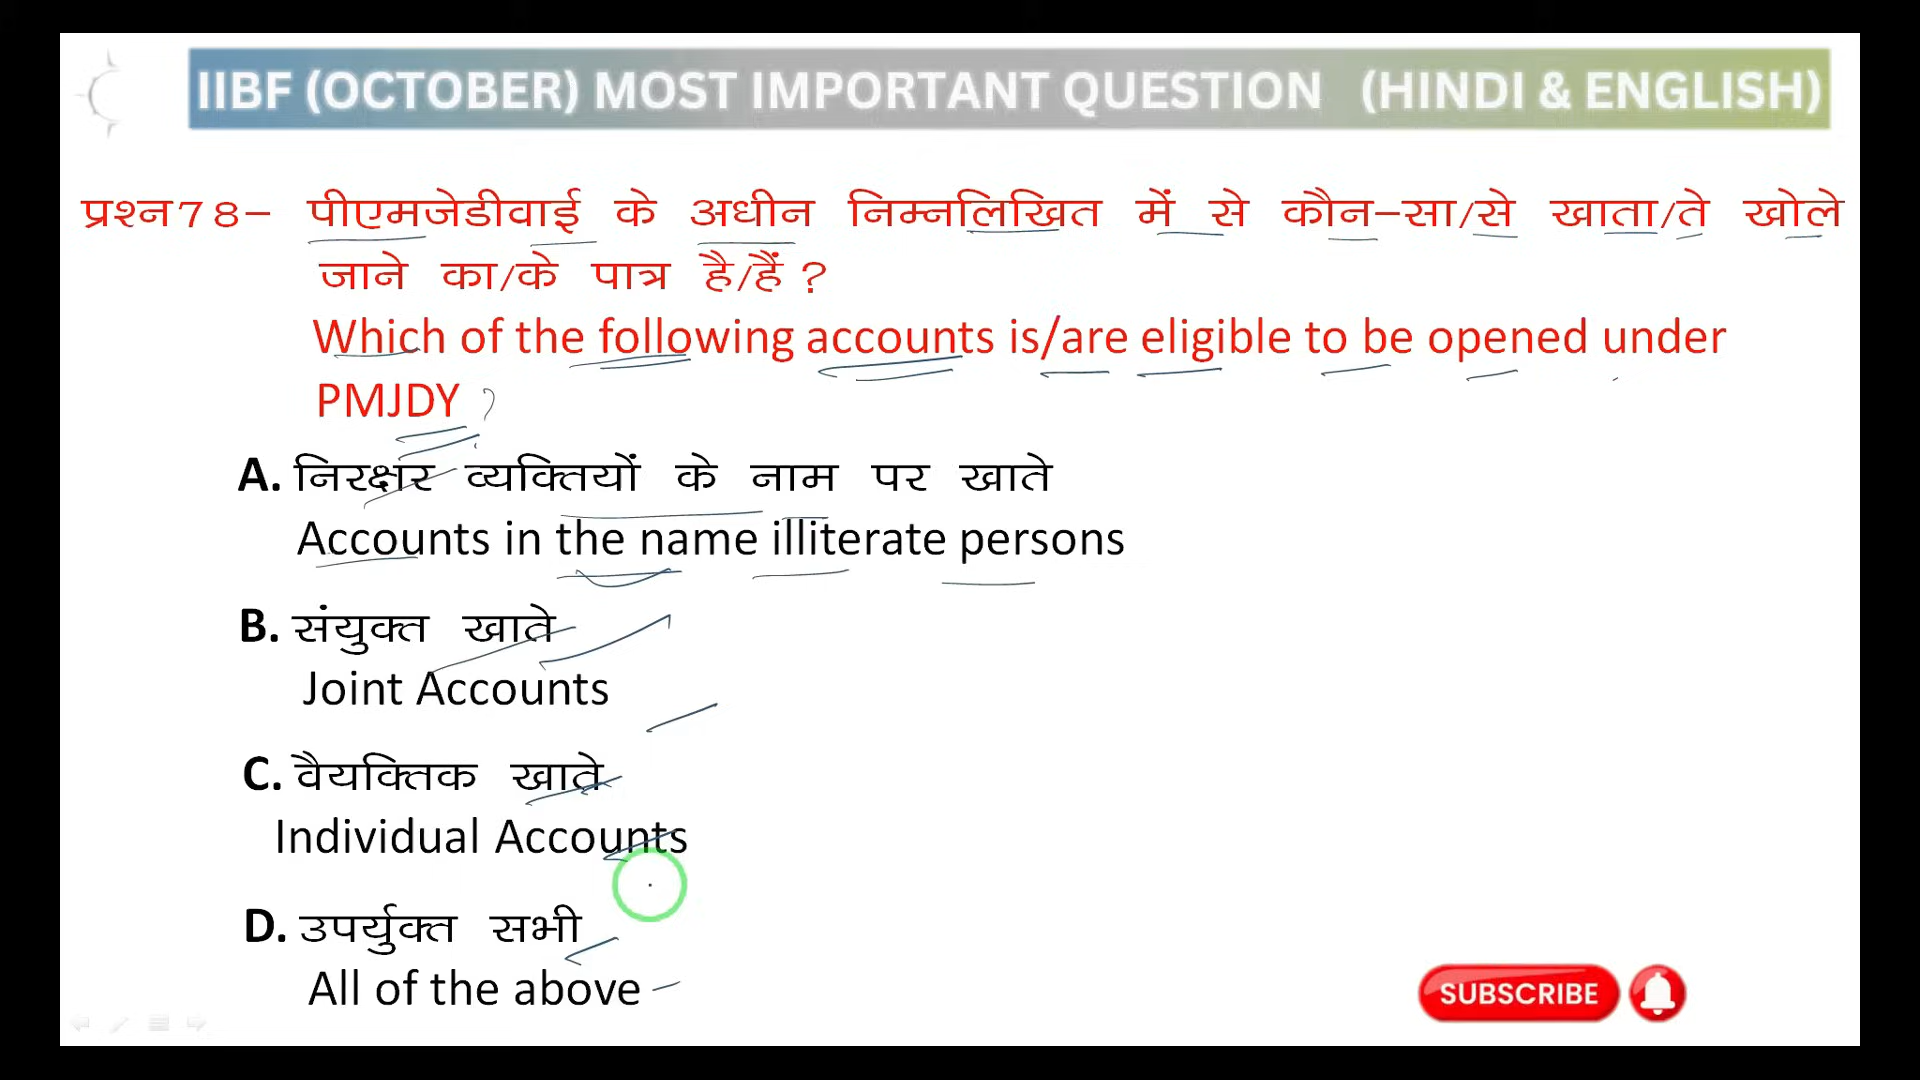 IIBF (OCTOBER) MOST IMPORTANT QUESTION (HINDI & ENGLISH)
प्रश्न78– पीएमजेडीवाई के अधीन निम्नलिखित में से कौन–सा/से खाता/ते खोले
जाने का/के पात्र है/हैं ?
Which of the following accounts is/are eligible to be opened under
PMJDY ?
A. निरक्षर व्यक्तियों के नाम पर खाते
Accounts in the name illiterate persons
B. संयुक्त खाते
Joint Accounts
C. वैयक्तिक खाते
Individual Accounts
D. उपर्युक्त सभी
All of the above
SUBSCRIBE